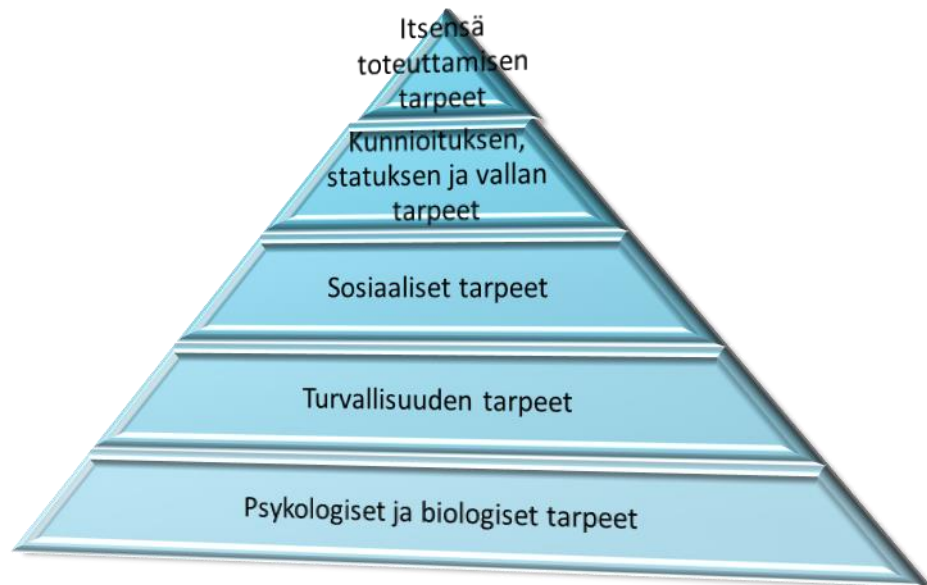 Itsensä
toteuttamisen
tarpeet
Kunnioituksen,
statuksen ja vallan
tarpeet
Sosiaaliset tarpeet
Turvallisuuden tarpeet
Psykologiset ja biologiset tarpeet